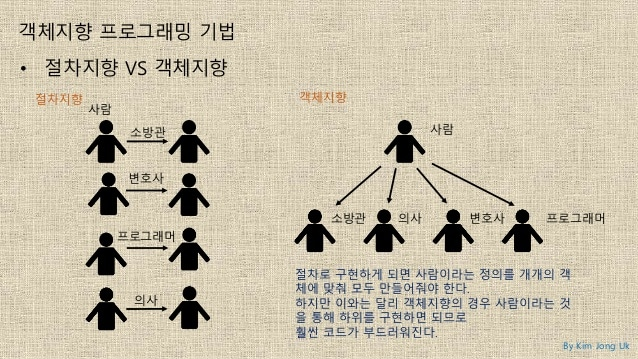 객체지향 프로그래밍 기법
• 절차지향 VS 객체지향
절차지향
사람
소방관
변호사
프로그래머
의사
객체지향
사람
소방관
의사
변호사
프로그래머
절차로 구현하게 되면 사람이라는 정의를 개개의 객
체에 맞춰 모두 만들어줘야 한다.
하지만 이와는 달리 객체지향의 경우 사람이라는 것
을 통해 하위를 구현하면 되므로
훨씬 코드가 부드러워진다.
By Kim Jong Uk